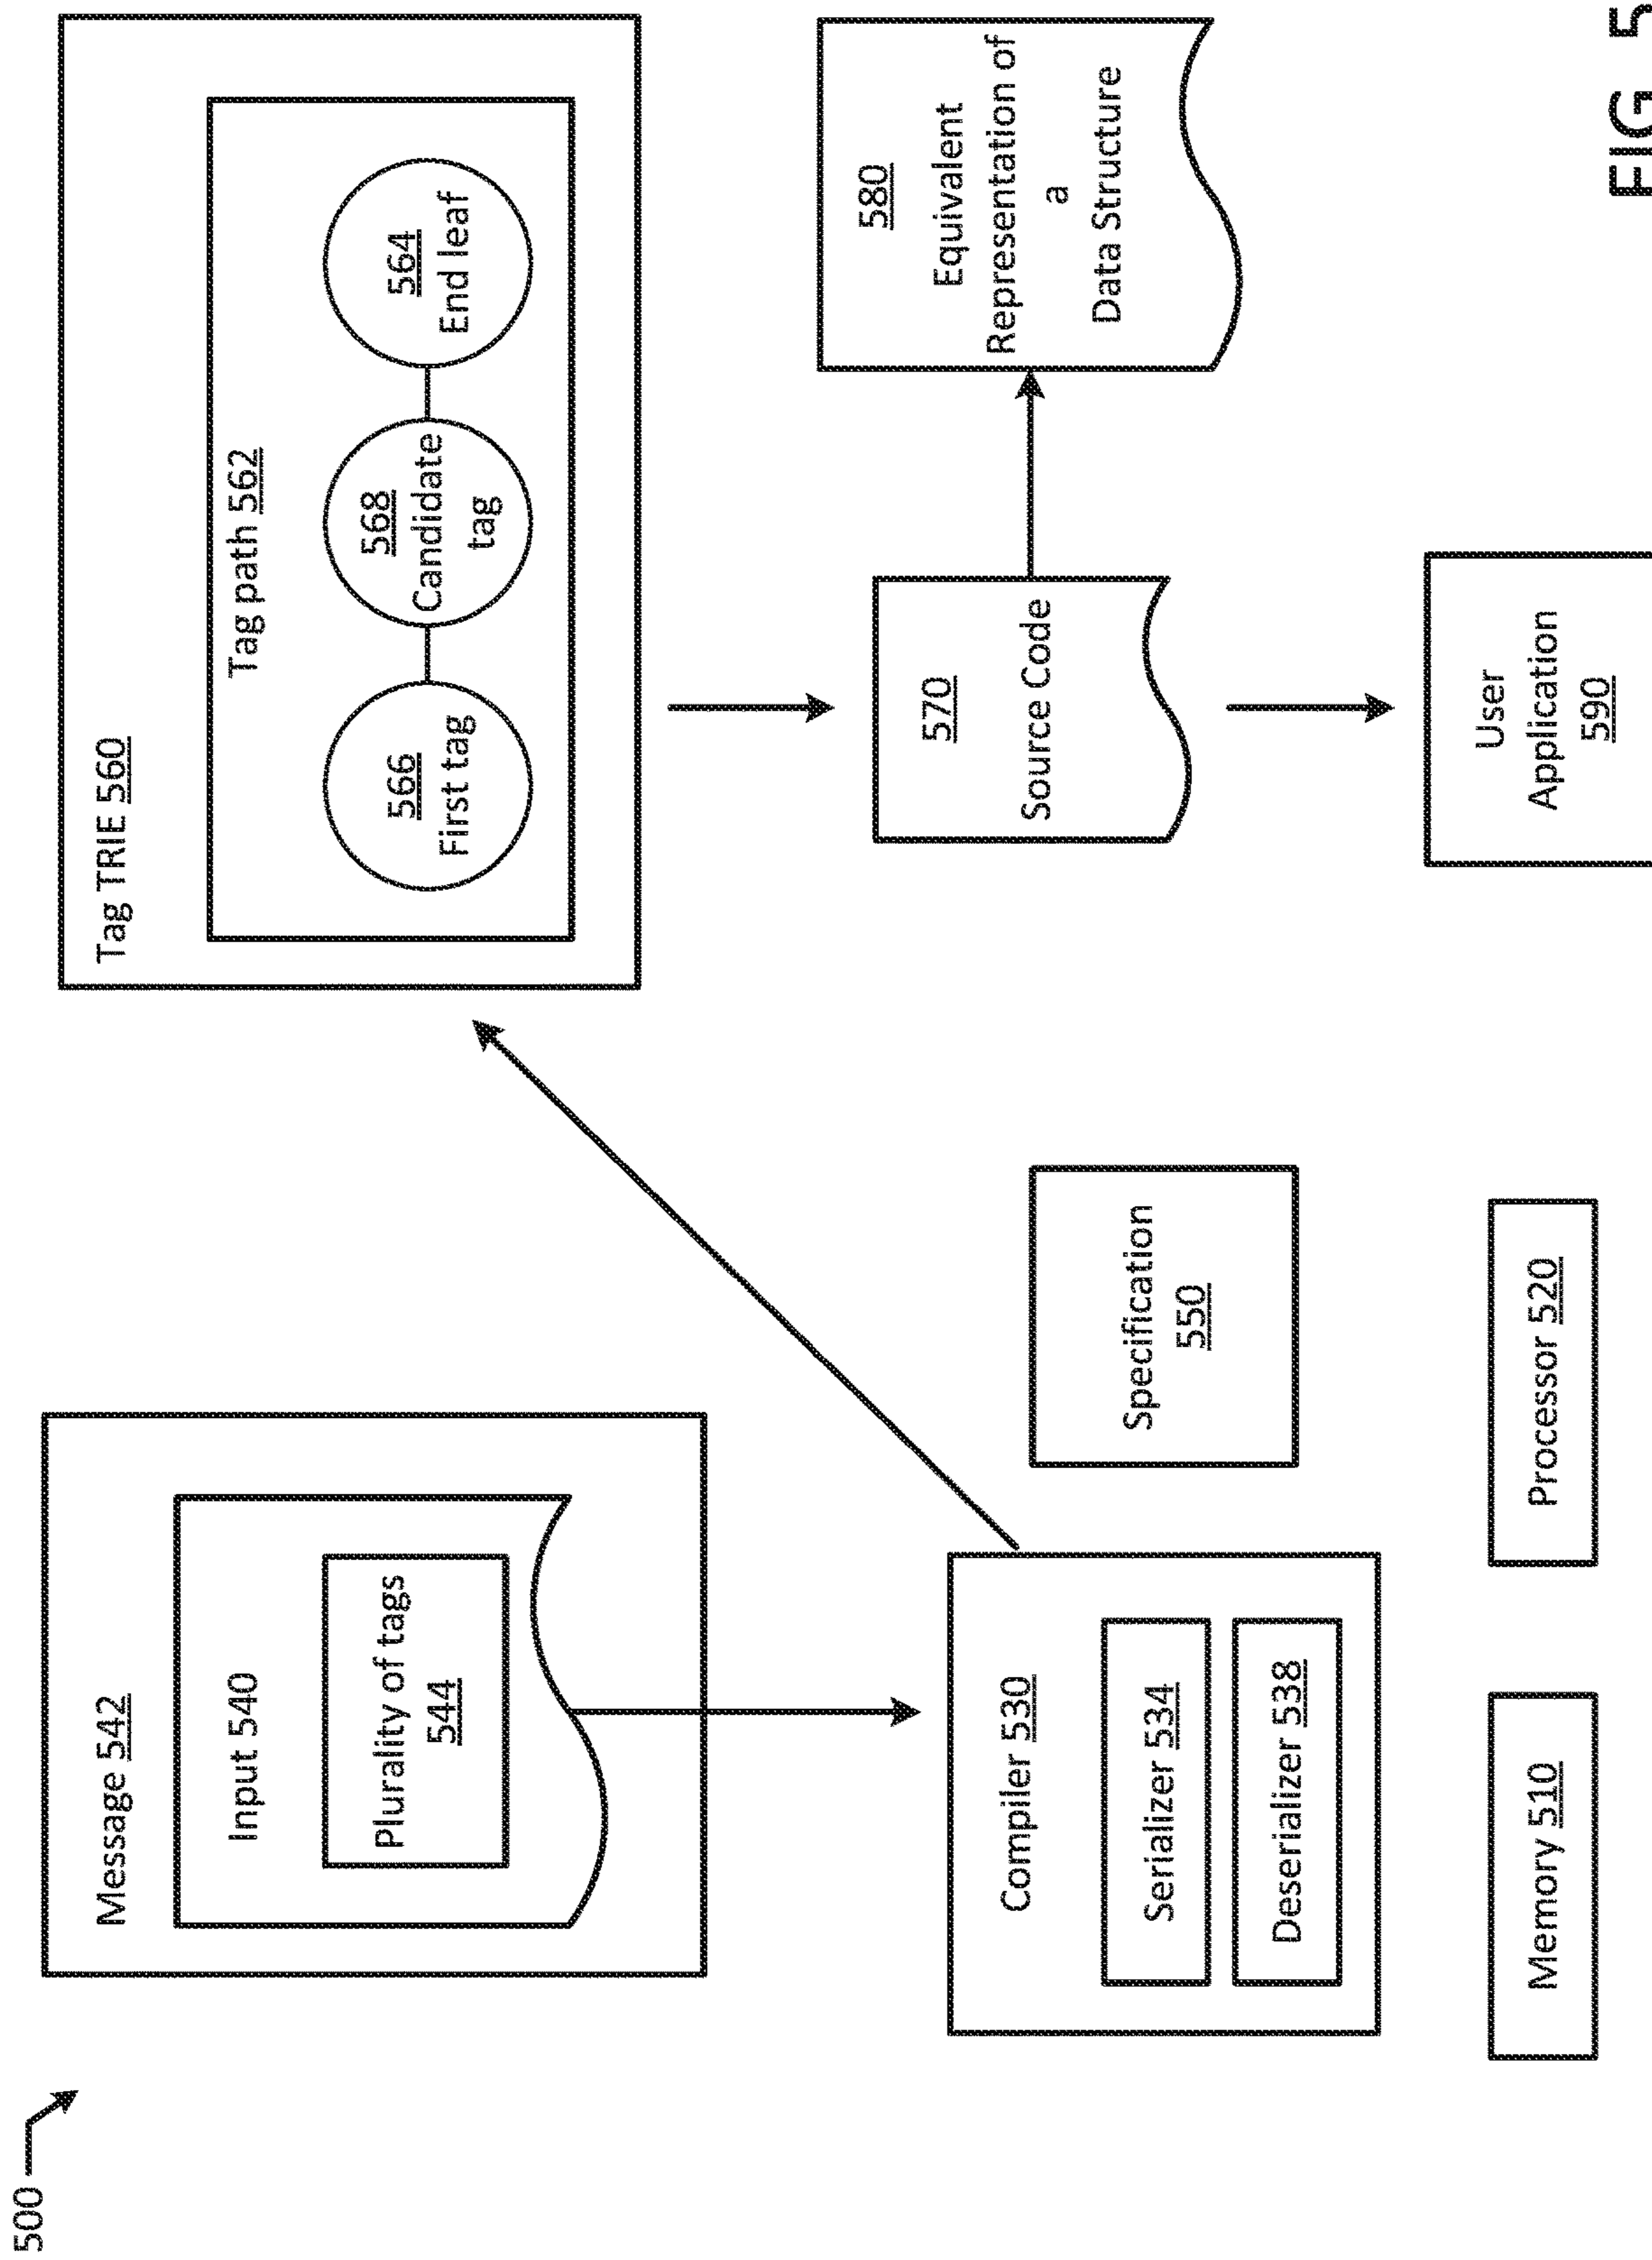 500
Message 542
Input 540
Plurality of tags
544
Compiler 530
Serializer 534
Deserializer 538
Memory 510
Processor 520
Specification
550
Tag TRIE 560
Tag path 562
566
First tag
568
Candidate
tag
564
End leaf
570
Source Code
580
Equivalent
Representation of
a
Data Structure
User
Application
590
FIG 5